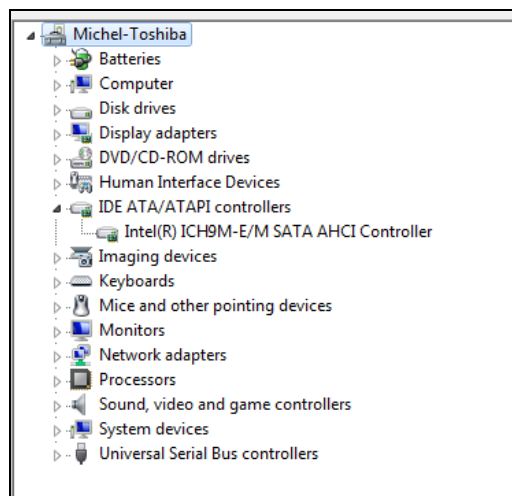 Michel-Toshiba
Batteries
Computer
Disk drives
Display adapters
DVD/CD-ROM drives
Human Interface Devices
IDE ATA/ATAPI controllers
Intel(R) ICH9M-E/M SATA AHCI Controller
Imaging devices
Keyboards
Mice and other pointing devices
Monitors
Network adapters
Processors
Sound, video and game controllers
System devices
Universal Serial Bus controllers